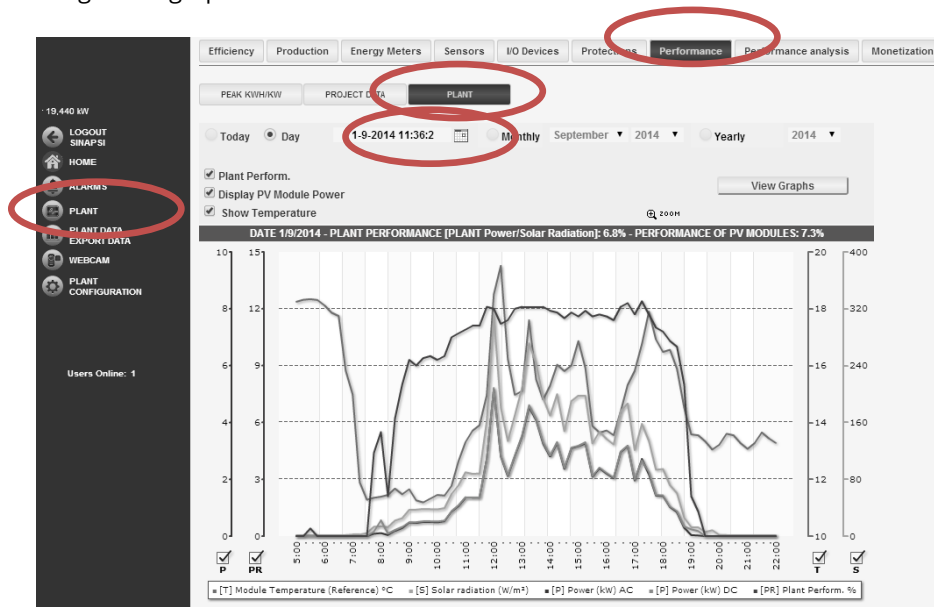 Efficiency Production Energy Meters Sensors I/O Devices Protections Performance Performance analysis Monetization
PEAK KWH/KW PROJECT DATA PLANT
19,440 kW
LOGOUT
SINAPSI
HOME
ALARMS
PLANT
PLANT DATA
EXPORT DATA
WEBCAM
PLANT
CONFIGURATION
Users Online: 1
Today Day 1-9-2014 11:36:2 Monthly September 2014 Yearly 2014
Plant Perform.
Display PV Module Power
Show Temperature
View Graphs
ZOOM
DATE 1/9/2014 - PLANT PERFORMANCE [PLANT Power/Solar Radiation]: 6.8% - PERFORMANCE OF PV MODULES: 7.3%
10 15 20 400
8 12 18 320
6 9 16 240
4 6 14 160
2 3 12 80
0 0 10 0
5:00 6:00 7:00 8:00 9:00 10:00 11:00 12:00 13:00 14:00 15:00 16:00 17:00 18:00 19:00 20:00 21:00 22:00
P PR T S
[T] Module Temperature (Reference) °C [S] Solar radiation (W/m²) [P] Power (kW) AC [P] Power (kW) DC [PR] Plant Perform. %